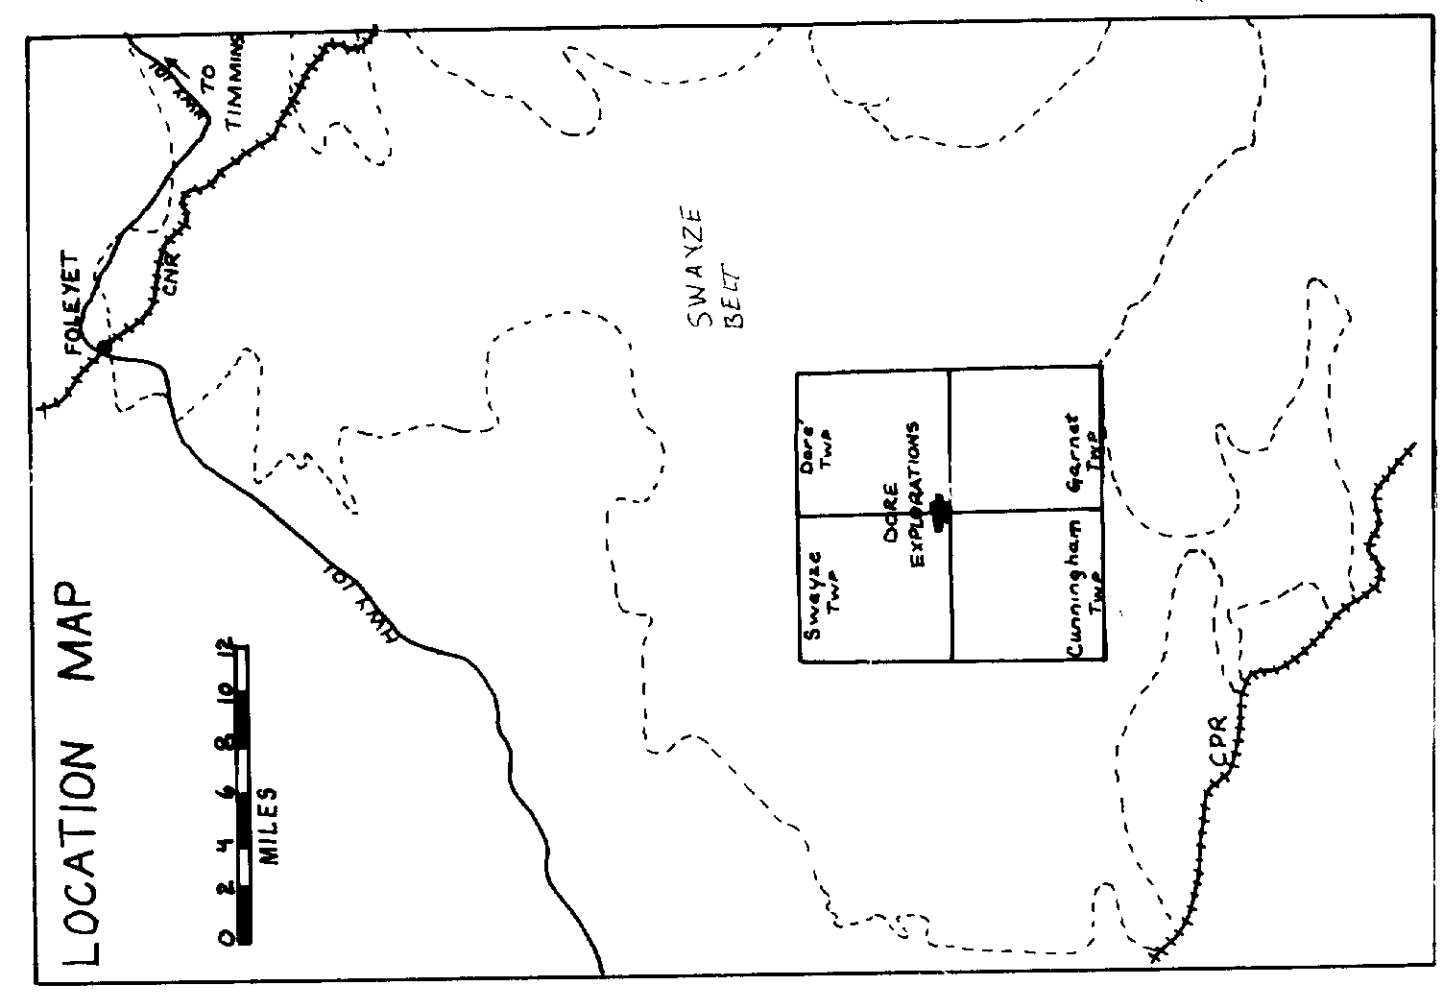 LOCATION MAP
0 2 4 6 8 10 12
MILES
FOLEYET
CNR
HWY 101
TO
TIMMINS
HWY 101
SWAYZE
BELT
Swayze
TWP
Dore'
TWP
DORE
EXPLORATIONS
Cunningham
TWP
Garnet
TWP
CPR